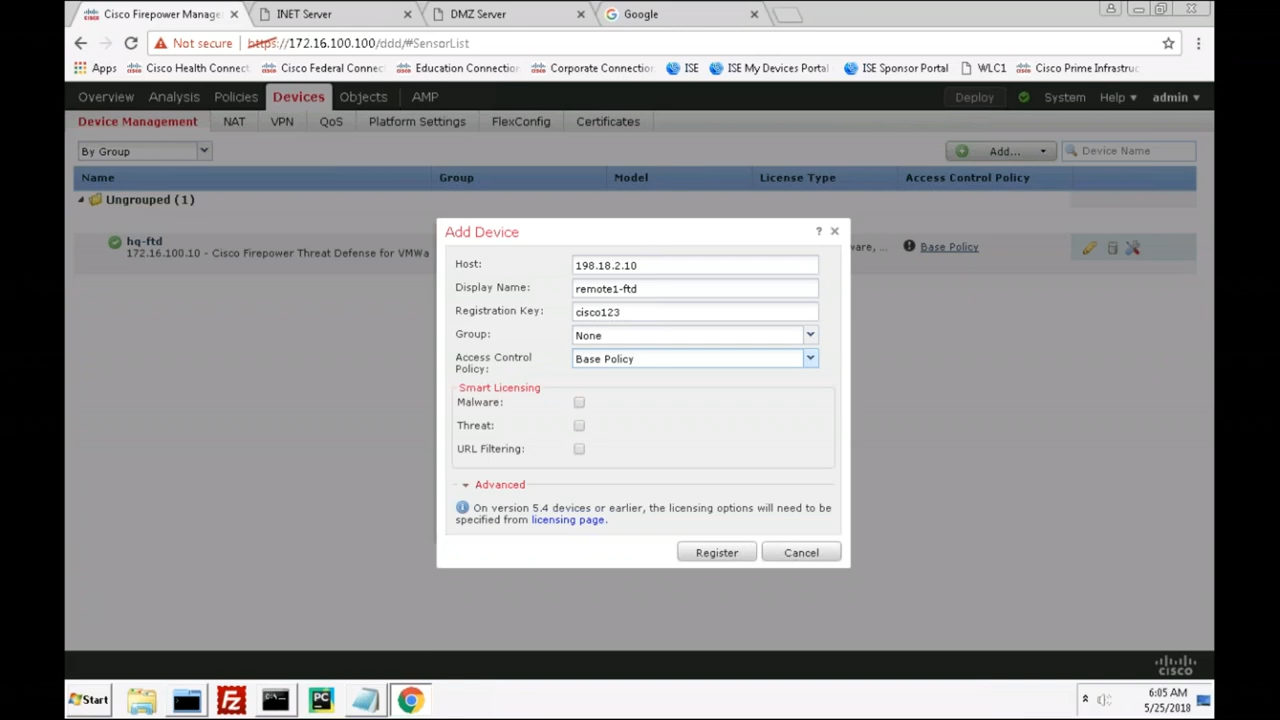 Cisco Firepower Manage
INET Server
DMZ Server
Google
Not secure https://172.16.100.100/ddd/#SensorList
Apps Cisco Health Connect Cisco Federal Connec Education Connection Corporate Connection ISE ISE My Devices Portal ISE Sponsor Portal WLC1 Cisco Prime Infrastruc
Overview Analysis Policies Devices Objects AMP Deploy System Help admin
Device Management NAT VPN QoS Platform Settings FlexConfig Certificates
By Group Add... Device Name
Name Group Model License Type Access Control Policy
Ungrouped (1)
hq-ftd
172.16.100.10 - Cisco Firepower Threat Defense for VMWa
ware, ... Base Policy
Add Device ?
Host: 198.18.2.10
Display Name: remote1-ftd
Registration Key: cisco123
Group: None
Access Control Policy: Base Policy
Smart Licensing
Malware:
Threat:
URL Filtering:
Advanced
On version 5.4 devices or earlier, the licensing options will need to be
specified from licensing page.
Register Cancel
CISCO
Start
PC
6:05 AM
5/25/2018